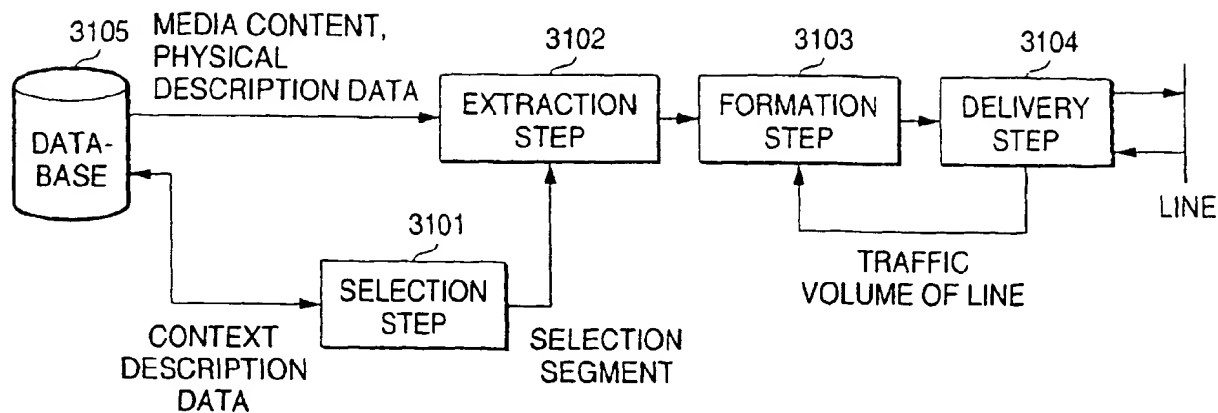 3105
MEDIA CONTENT,
PHYSICAL
DESCRIPTION DATA
3102
3103
3104
DATA-
BASE
EXTRACTION
STEP
FORMATION
STEP
DELIVERY
STEP
LINE
3101
SELECTION
STEP
TRAFFIC
VOLUME OF LINE
CONTEXT
DESCRIPTION
DATA
SELECTION
SEGMENT